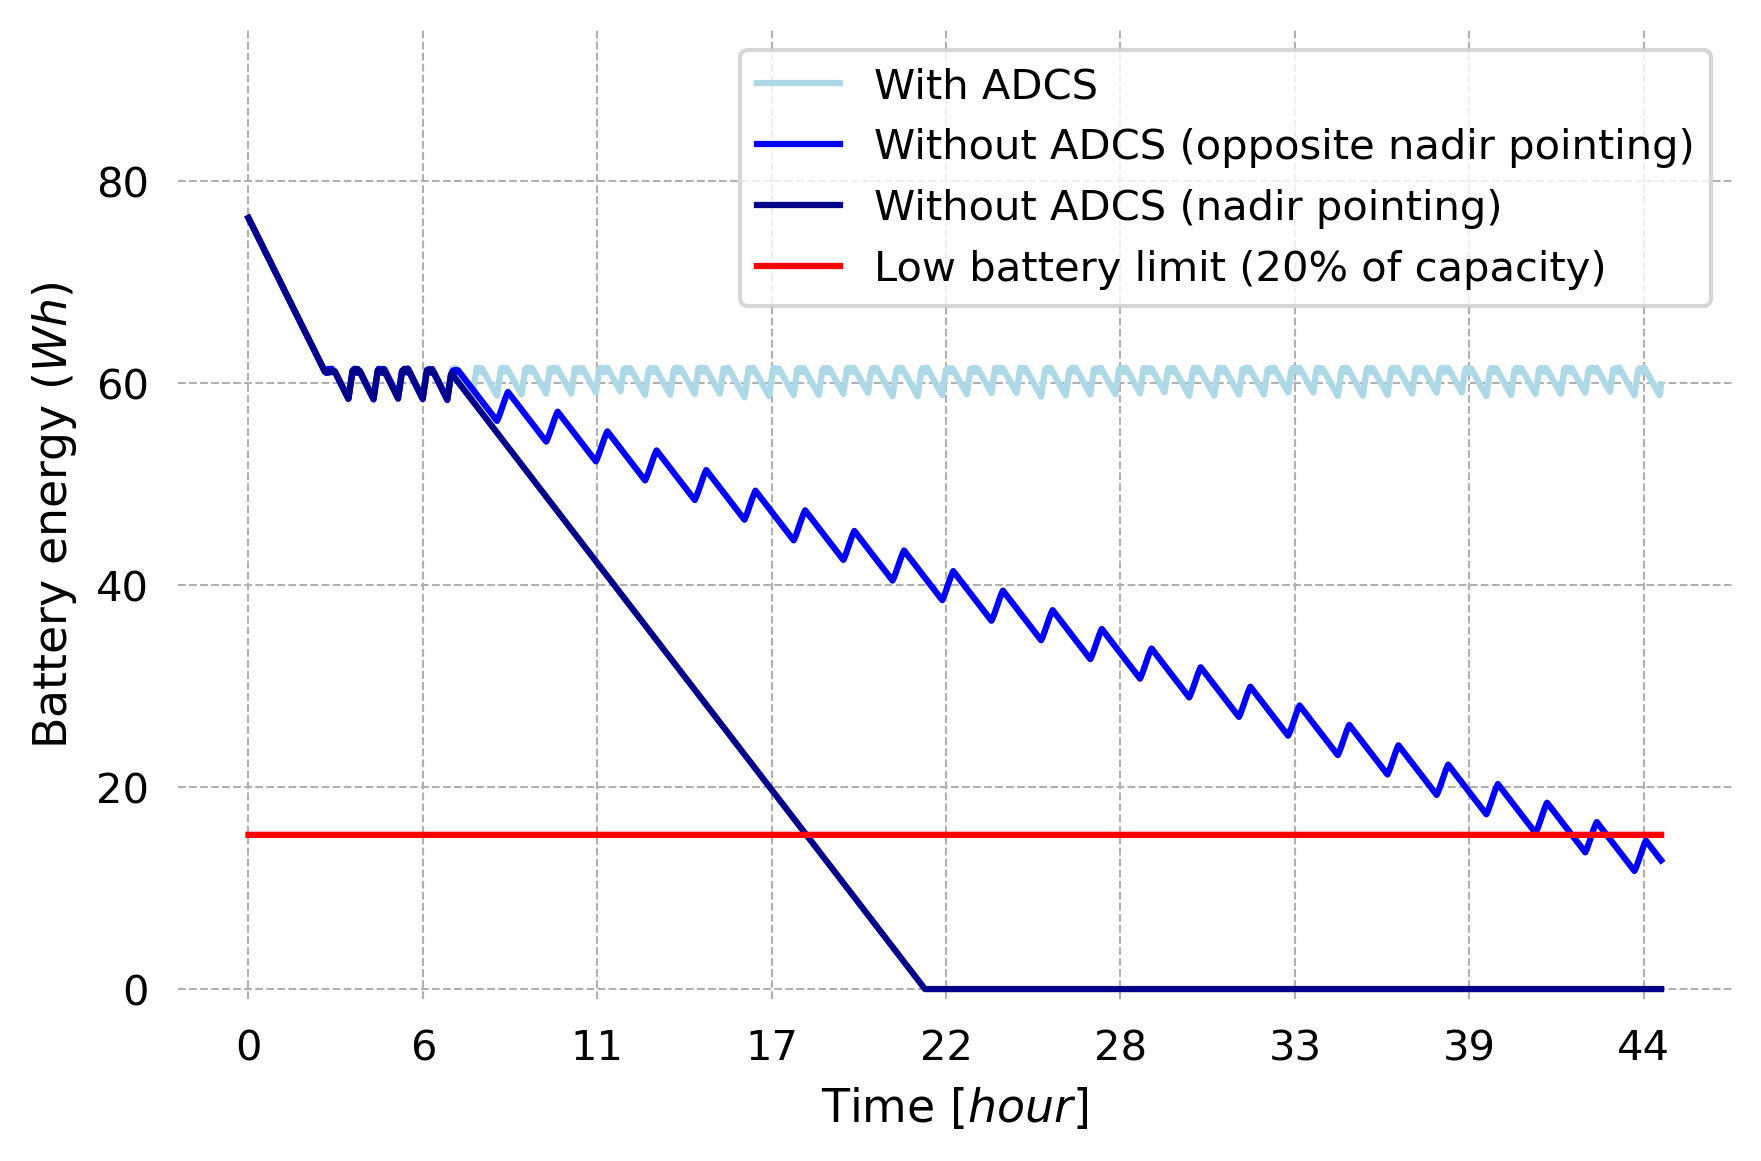 With ADCS
Without ADCS (opposite nadir pointing)
Without ADCS (nadir pointing)
Low battery limit (20% of capacity)
80
60
40
20
0
Battery energy (Wh)
0 6 11 17 22 28 33 39 44
Time [hour]